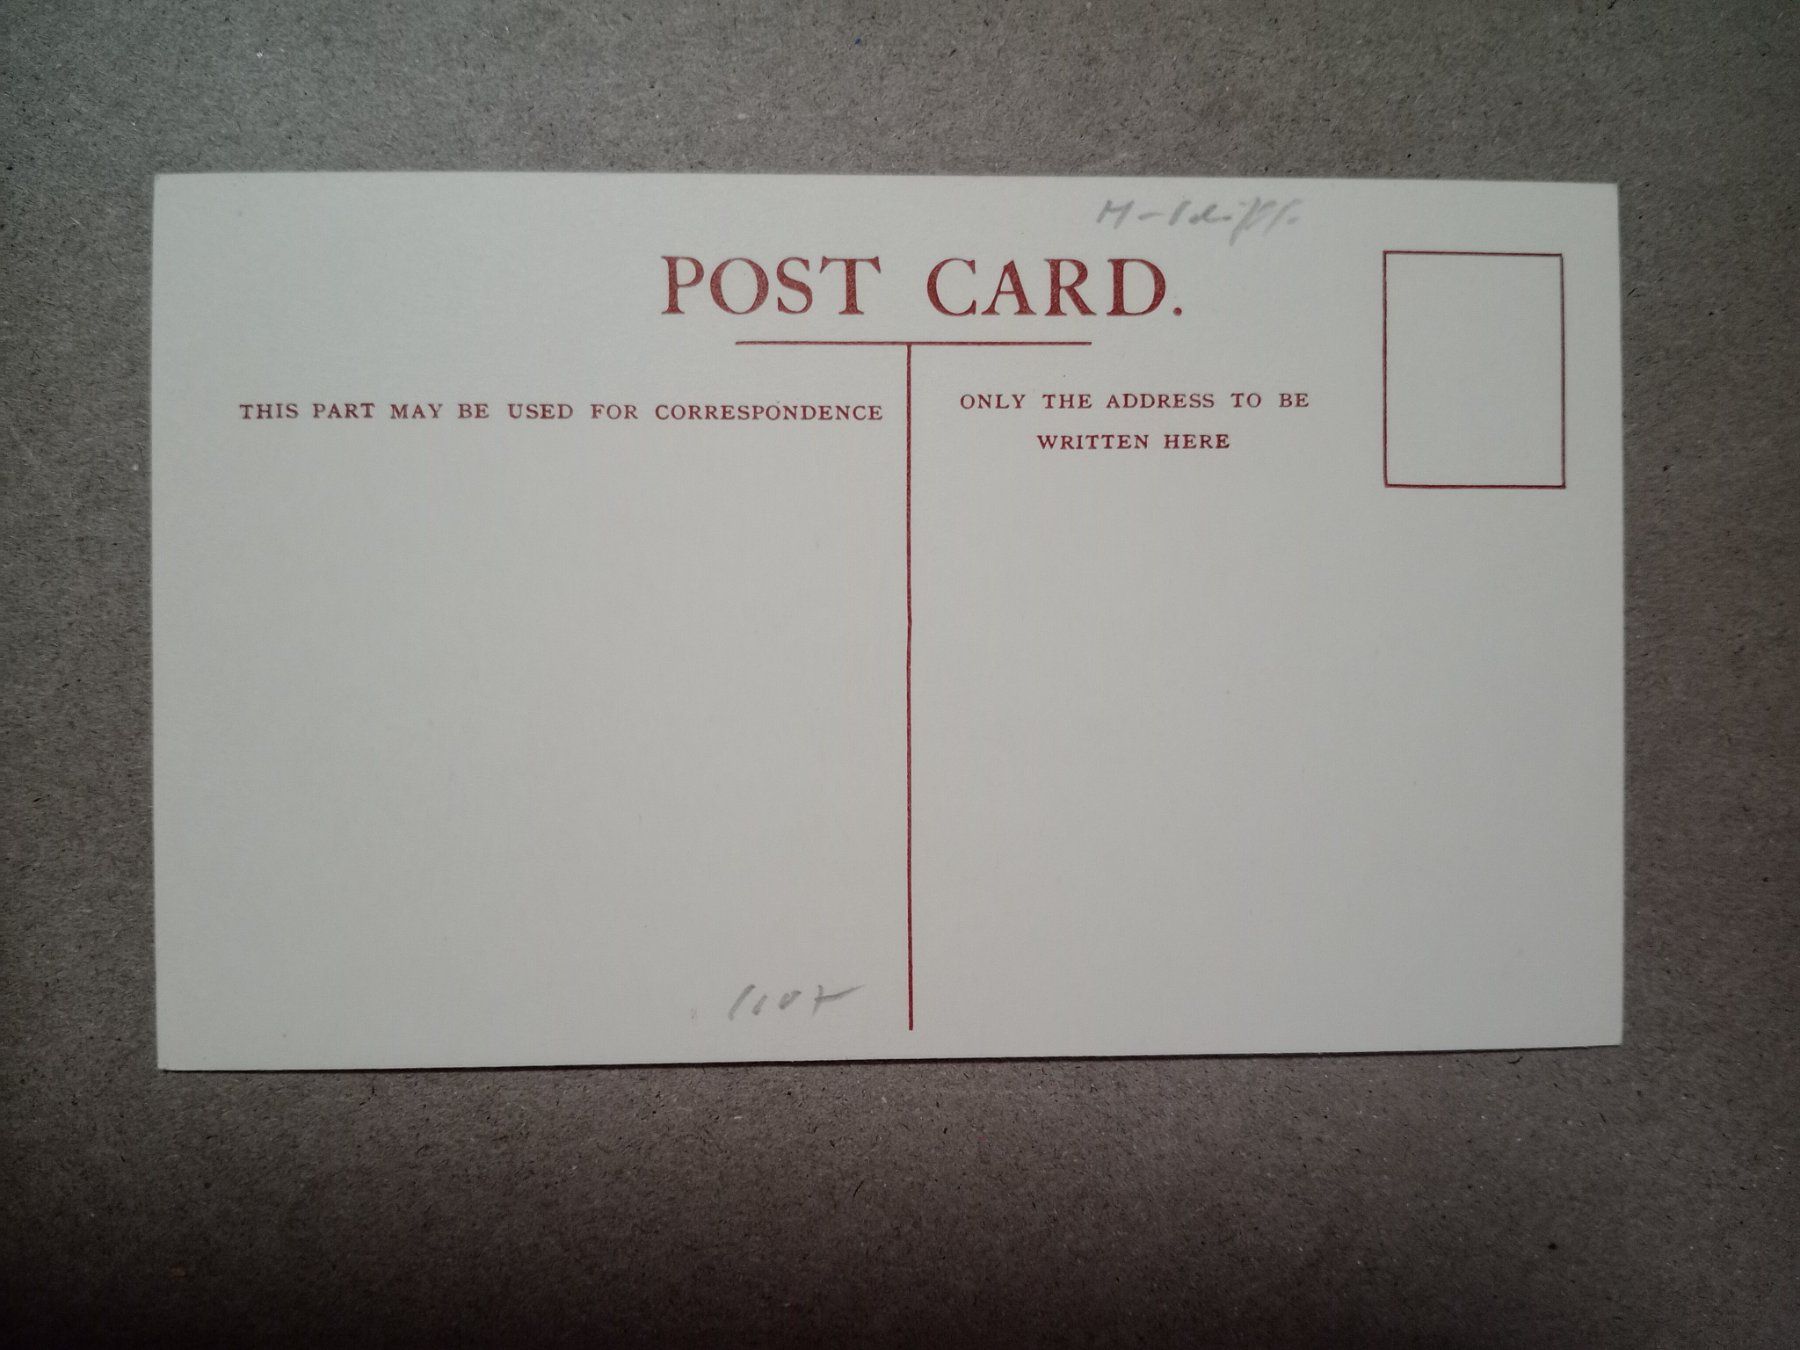 POST CARD.
THIS PART MAY BE USED FOR CORRESPONDENCE
ONLY THE ADDRESS TO BE
WRITTEN HERE